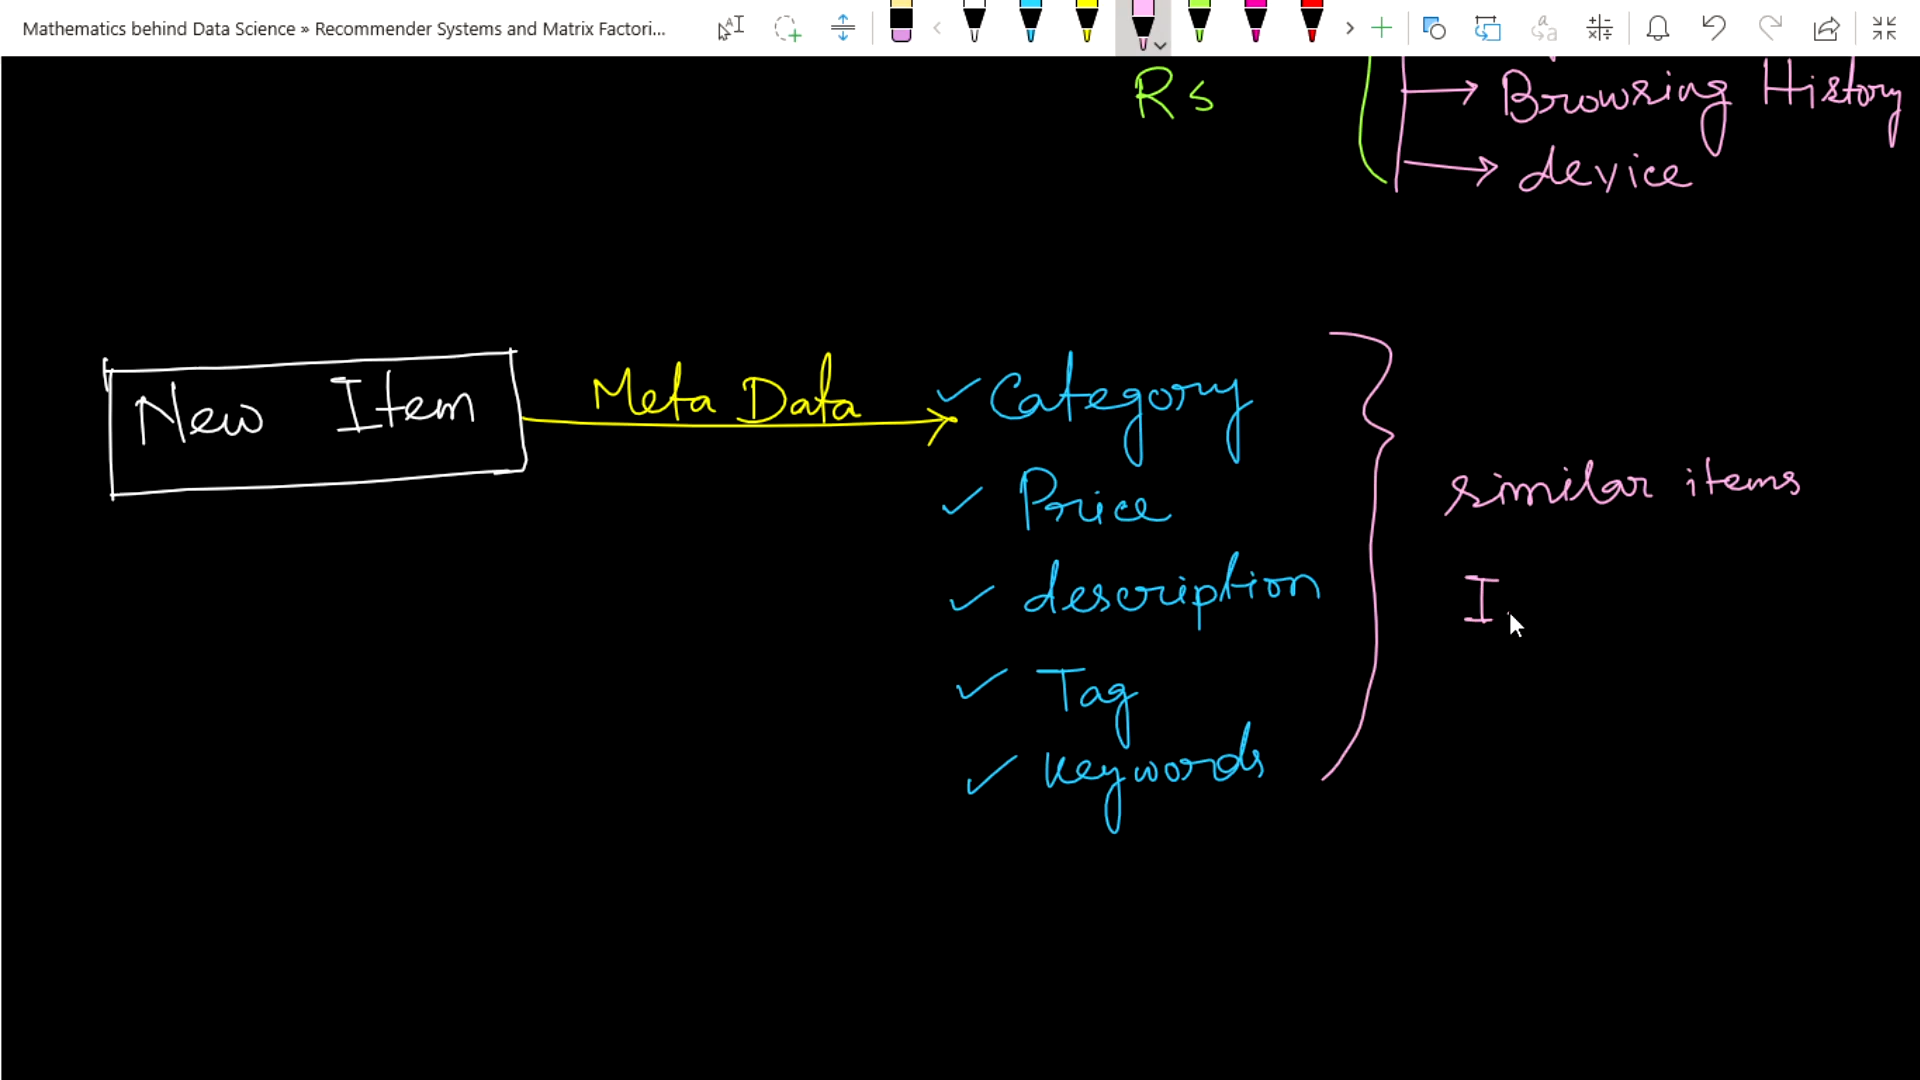 Mathematics behind Data Science » Recommender Systems and Matrix Factori...
Rs
→ Browsing History
→ device
New Item
Meta Data
✓ Category
✓ Price
✓ description
✓ Tag
✓ Keywords
similar items
I